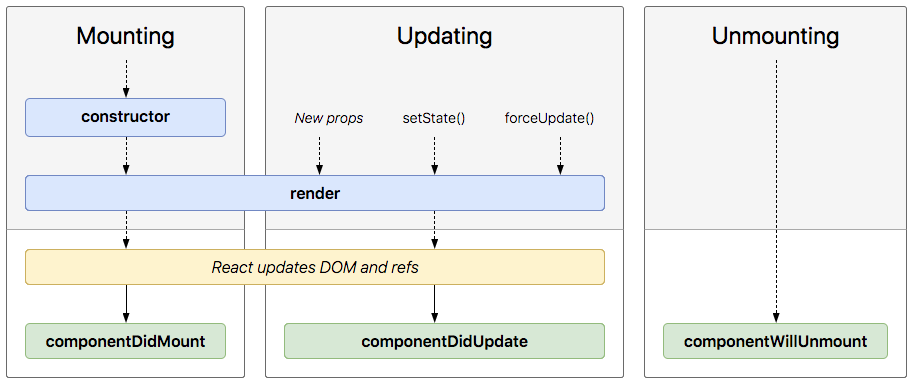 Mounting
Updating
Unmounting
constructor
New props
setState()
forceUpdate()
render
React updates DOM and refs
componentDidMount
componentDidUpdate
componentWillUnmount